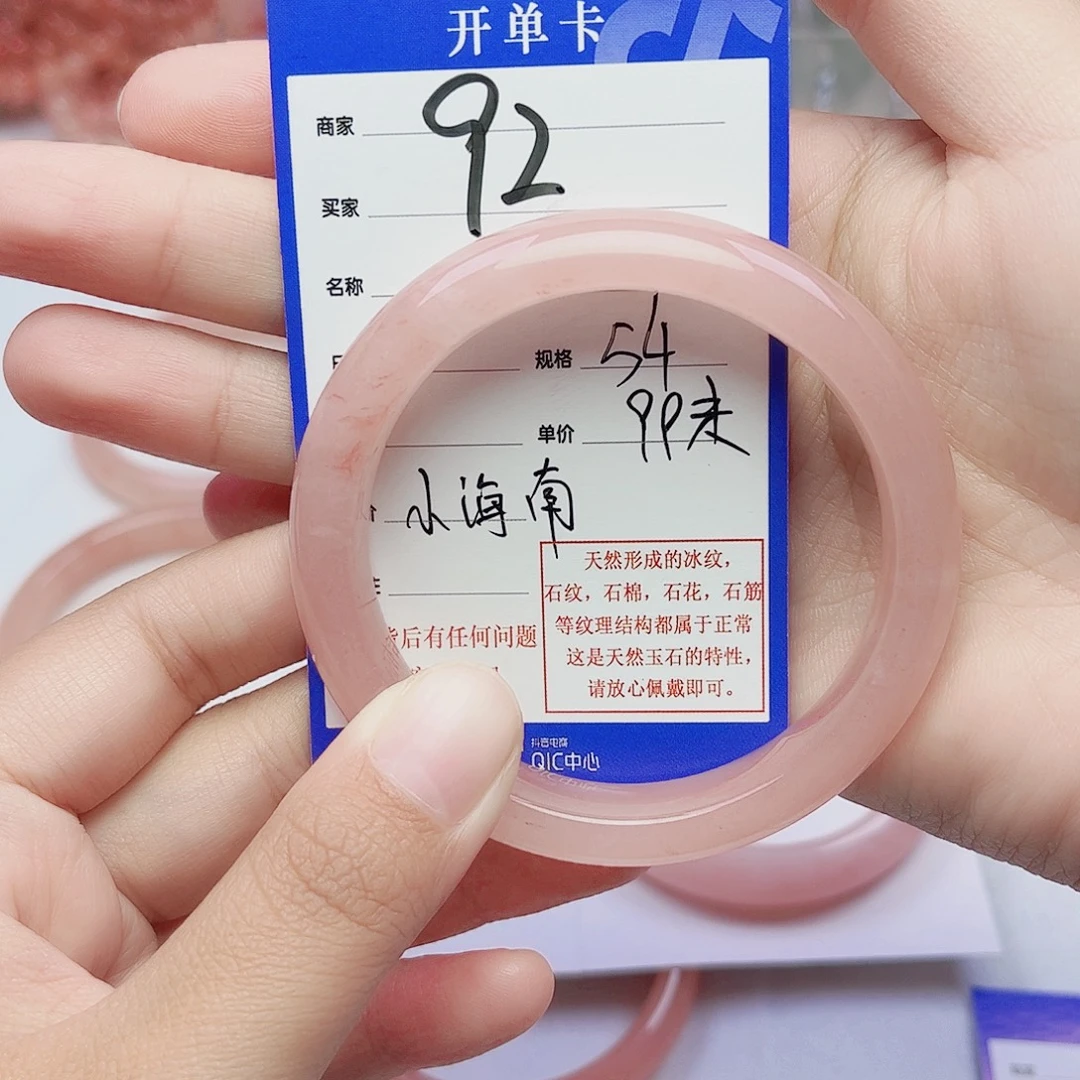 开单卡
商家 92
买家
名称
规格 54
单价 99米
小海南
天然形成的冰纹，
石纹，石棉，石花，石筋
等纹理结构都属于正常
这是天然玉石的特性，
请放心佩戴即可。
后有任何问题
抖音电商
QIC中心